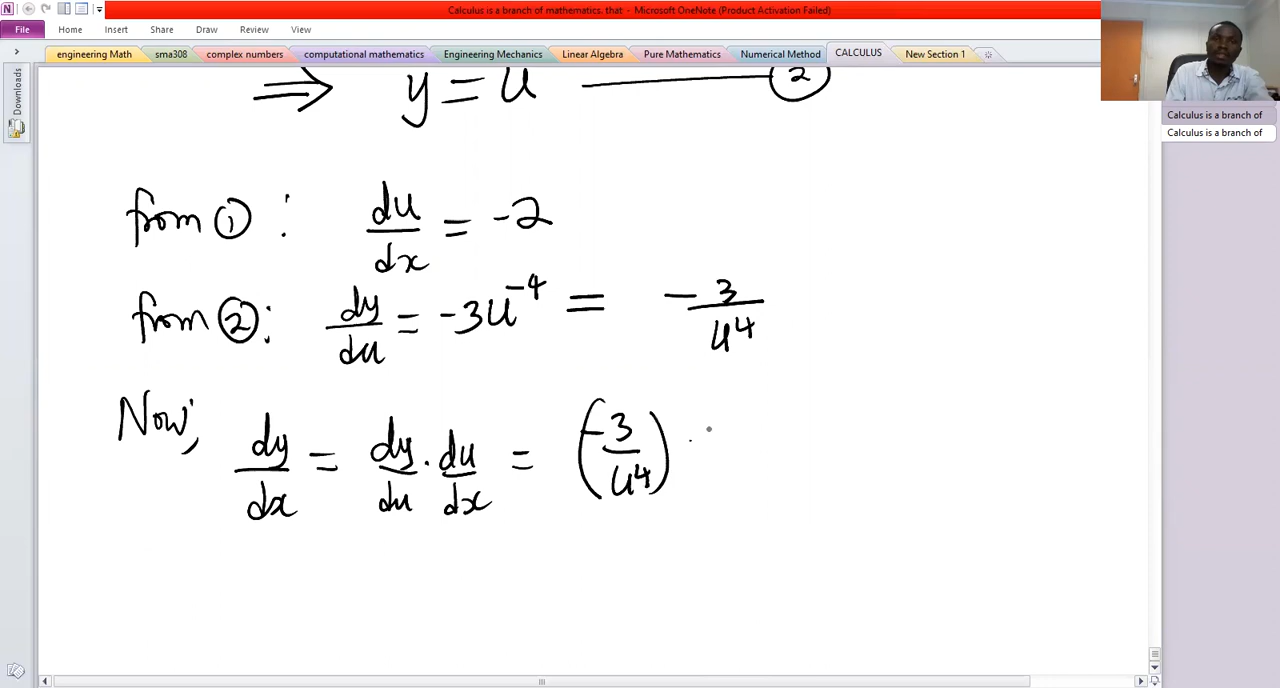 Calculus is a branch of mathematics. that - Microsoft OneNote (Product Activation Failed)
File Home Insert Share Draw Review View
engineering Math sma308 complex numbers computational mathematics Engineering Mechanics Linear Algebra Pure Mathematics Numerical Method CALCULUS New Section 1
Downloads
Calculus is a branch of
Calculus is a branch of
⟹ y = u ——— ②
from ① : du/dx = -2
from ② : dy/du = -3u^-4 = -3/u^4
Now, dy/dx = dy/du . du/dx = (-3/u^4) .